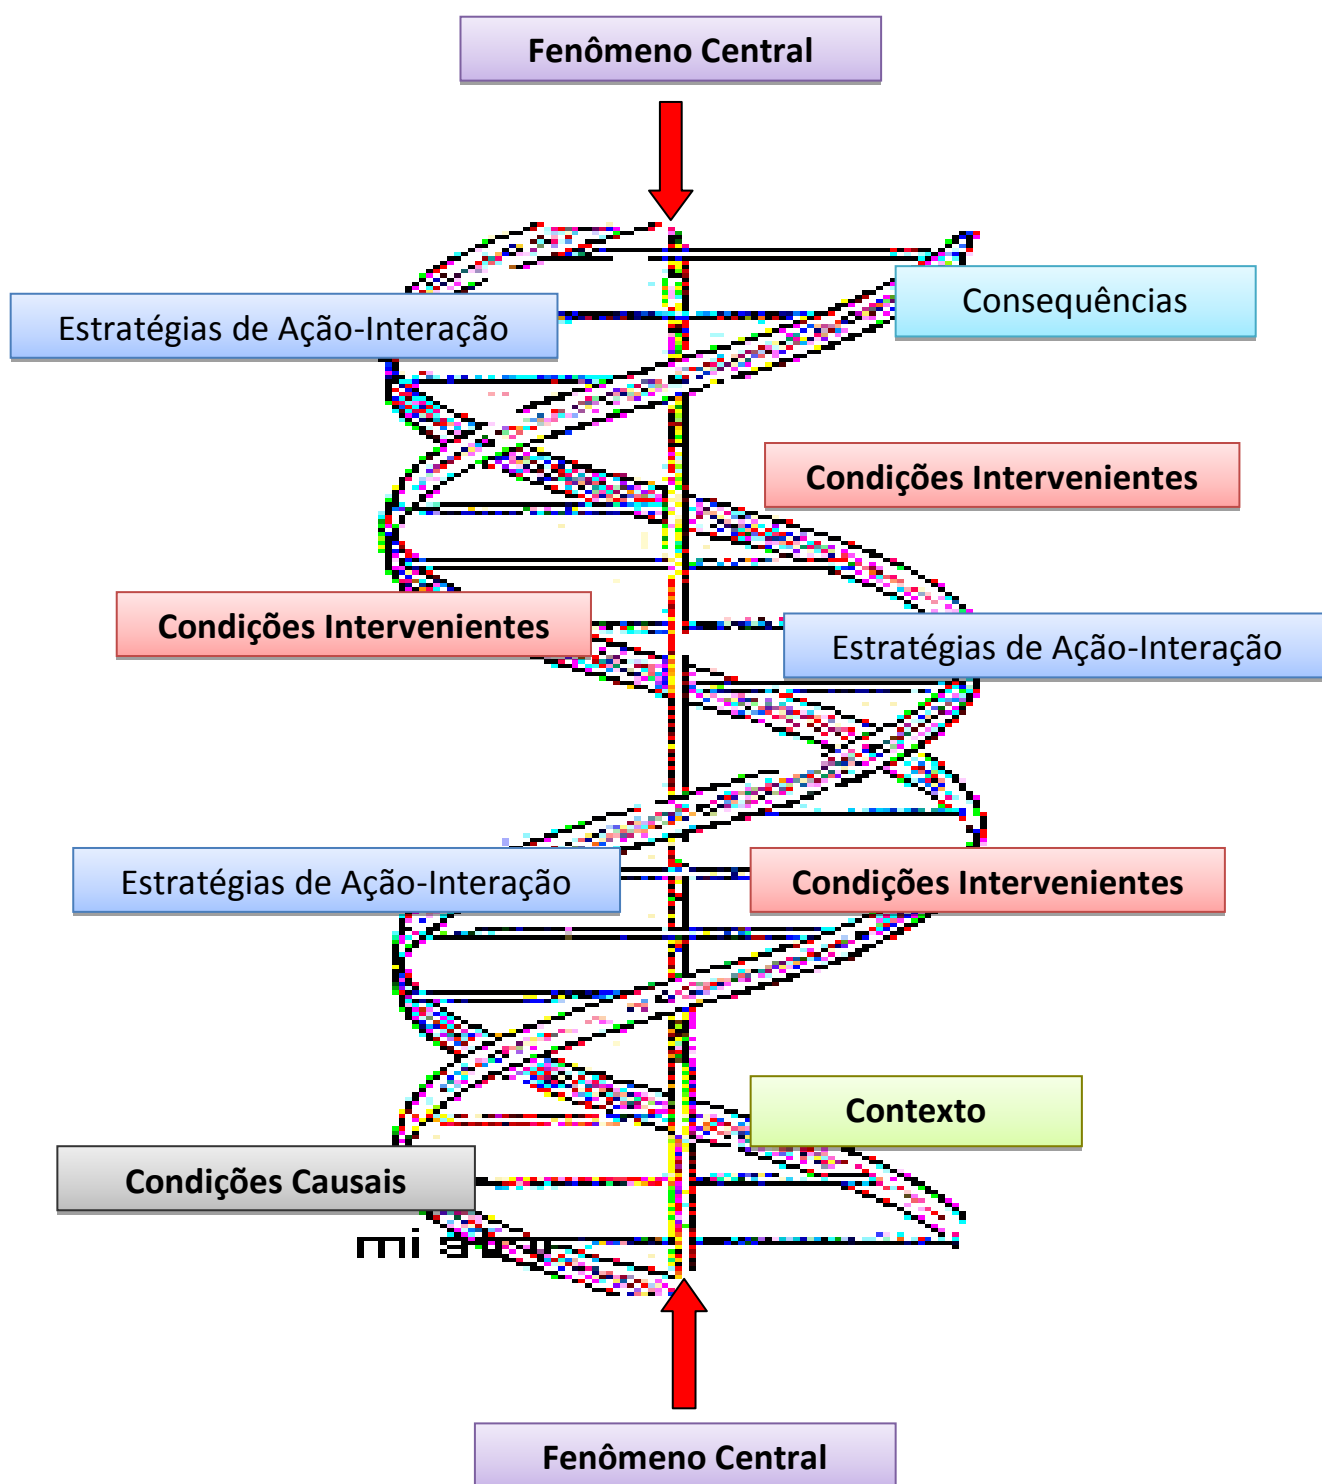 Fenômeno Central
Consequências
Estratégias de Ação-Interação
Condições Intervenientes
Condições Intervenientes
Estratégias de Ação-Interação
Estratégias de Ação-Interação
Condições Intervenientes
Contexto
Condições Causais
Fenômeno Central